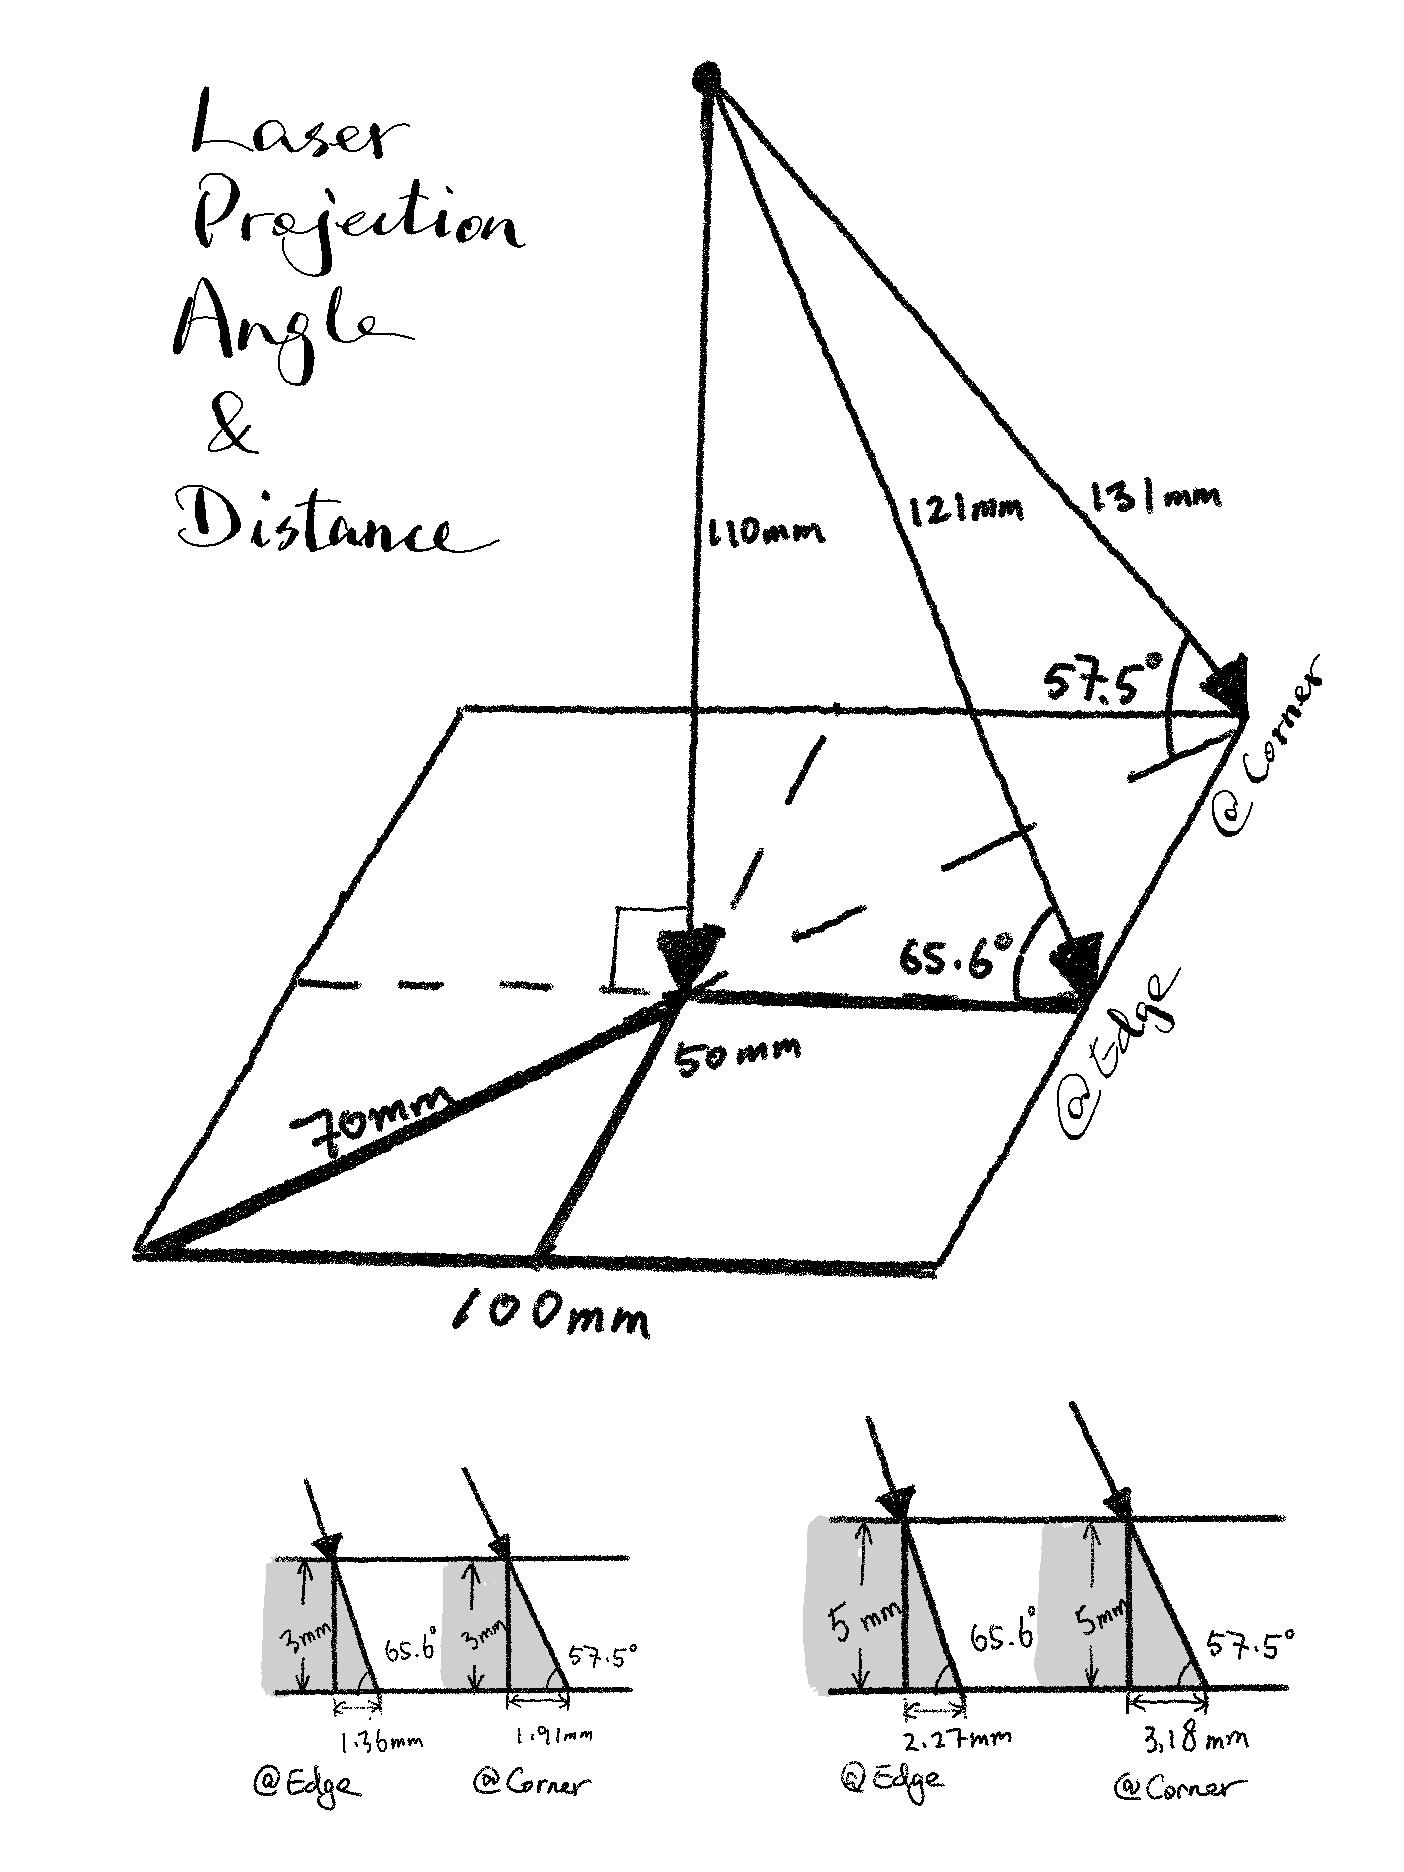 Laser
Projection
Angle
&
Distance
110mm
121mm
131mm
57.5°
@ Corner
65.6°
@ Edge
50mm
70mm
100mm
3mm
65.6°
3mm
57.5°
1.36mm
1.91mm
@ Edge
@ Corner
5 mm
65.6°
5mm
57.5°
2.27mm
3,18mm
@ Edge
@ Corner